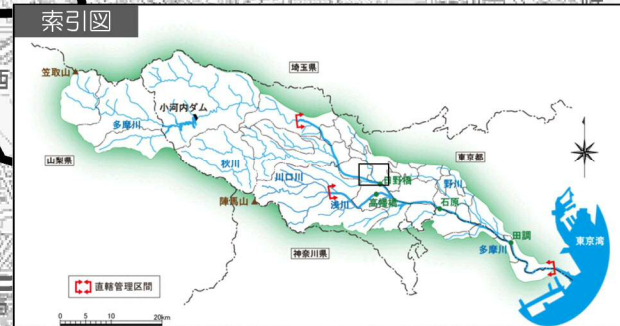 索引図
笠取山
埼玉県
小河内ダム
多摩川
山梨県
秋川
川口川
東京都
日野橋
野川
陣馬山
浅川
高幡橋
石原
田調
多摩川
東京湾
神奈川県
直轄管理区間
0 5 10 20km